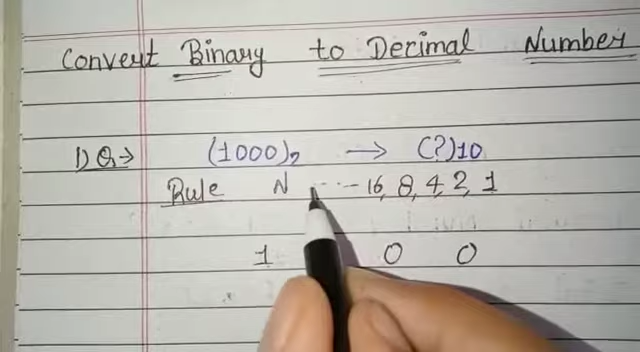 Convert Binary to Decimal Number
1) Q→ (1000)₂ → (?)10
Rule N ---- 16, 8, 4, 2, 1
1 0 0